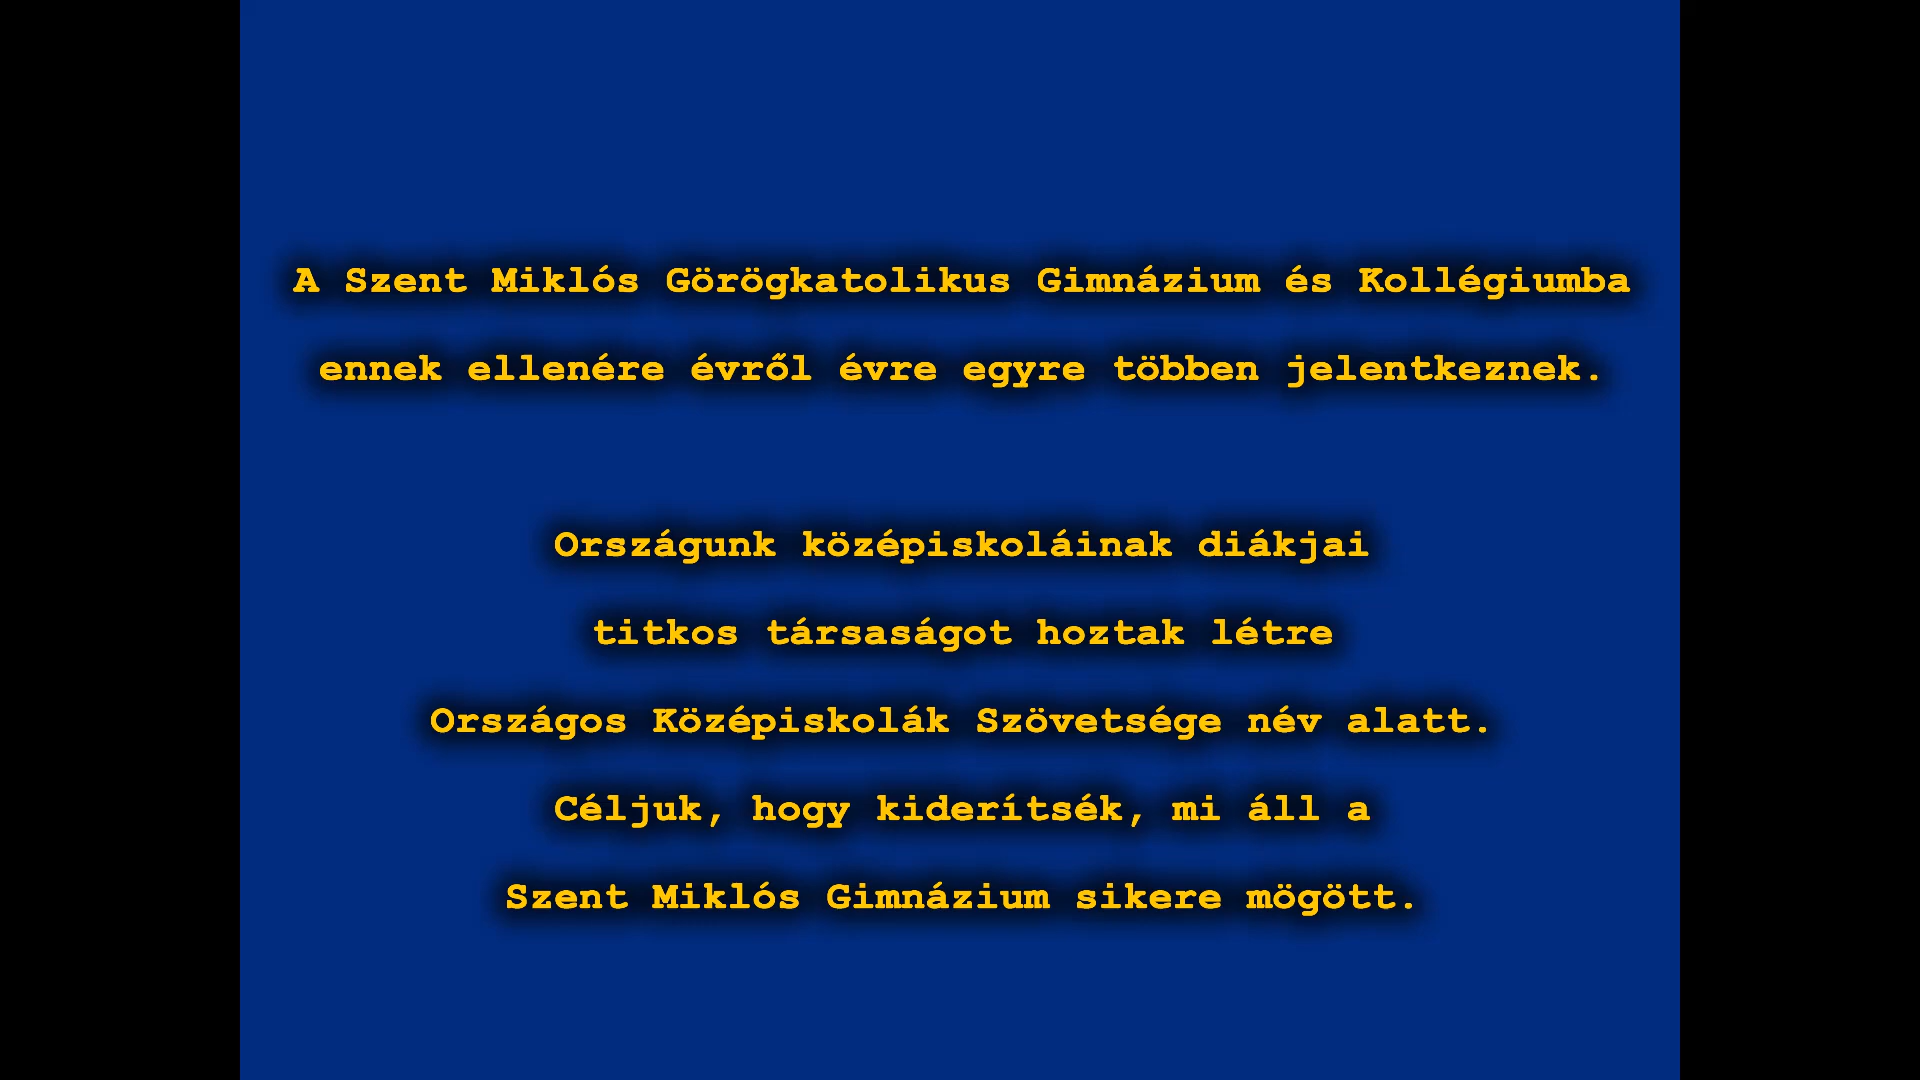 A Szent Miklós Görögkatolikus Gimnázium és Kollégiumba
ennek ellenére évről évre egyre többen jelentkeznek.
Országunk középiskoláinak diákjai
titkos társaságot hoztak létre
Országos Középiskolák Szövetsége név alatt.
Céljuk, hogy kiderítsék, mi áll a
Szent Miklós Gimnázium sikere mögött.